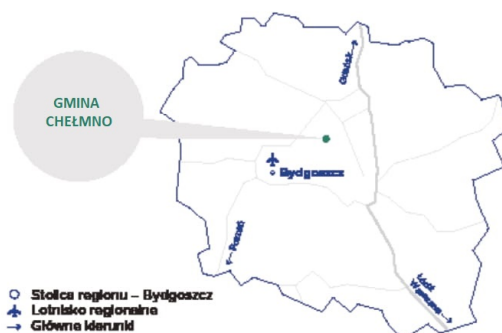 GMINA
CHEŁMNO
Gdańsk
Bydgoszcz
Poznań
Łódź
Warszawa
Stolica regionu – Bydgoszcz
Lotnisko regionalne
Główne kierunki